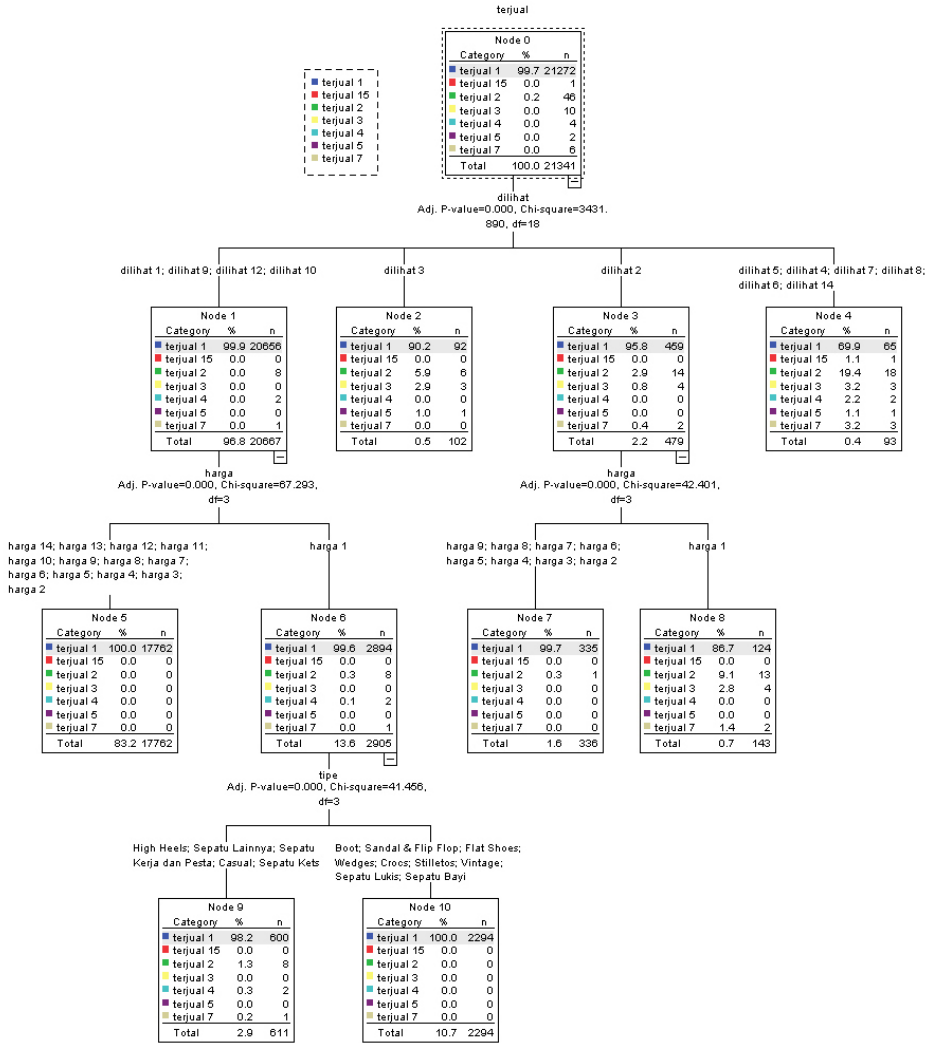 terjual
terjual 1
terjual 15
terjual 2
terjual 3
terjual 4
terjual 5
terjual 7
Node 0
Category % n
terjual 1 99.7 21272
terjual 15 0.0 1
terjual 2 0.2 46
terjual 3 0.0 10
terjual 4 0.0 4
terjual 5 0.0 2
terjual 7 0.0 6
Total 100.0 21341
dilihat
Adj. P-value=0.000, Chi-square=3431.
890, df=18
dilihat 1; dilihat 9; dilihat 12; dilihat 10
dilihat 3
dilihat 2
dilihat 5; dilihat 4; dilihat 7; dilihat 8;
dilihat 6; dilihat 14
Node 1
Category % n
terjual 1 99.9 20656
terjual 15 0.0 0
terjual 2 0.0 8
terjual 3 0.0 0
terjual 4 0.0 2
terjual 5 0.0 0
terjual 7 0.0 1
Total 96.8 20667
Node 2
Category % n
terjual 1 90.2 92
terjual 15 0.0 0
terjual 2 5.9 6
terjual 3 2.9 3
terjual 4 0.0 0
terjual 5 1.0 1
terjual 7 0.0 0
Total 0.5 102
Node 3
Category % n
terjual 1 95.8 459
terjual 15 0.0 0
terjual 2 2.9 14
terjual 3 0.8 4
terjual 4 0.0 0
terjual 5 0.0 0
terjual 7 0.4 2
Total 2.2 479
Node 4
Category % n
terjual 1 69.9 65
terjual 15 1.1 1
terjual 2 19.4 18
terjual 3 3.2 3
terjual 4 2.2 2
terjual 5 1.1 1
terjual 7 3.2 3
Total 0.4 93
harga
Adj. P-value=0.000, Chi-square=67.293,
df=3
harga
Adj. P-value=0.000, Chi-square=42.401,
df=3
harga 14; harga 13; harga 12; harga 11;
harga 10; harga 9; harga 8; harga 7;
harga 6; harga 5; harga 4; harga 3;
harga 2
harga 1
harga 9; harga 8; harga 7; harga 6;
harga 5; harga 4; harga 3; harga 2
harga 1
Node 5
Category % n
terjual 1 100.0 17762
terjual 15 0.0 0
terjual 2 0.0 0
terjual 3 0.0 0
terjual 4 0.0 0
terjual 5 0.0 0
terjual 7 0.0 0
Total 83.2 17762
Node 6
Category % n
terjual 1 99.6 2894
terjual 15 0.0 0
terjual 2 0.3 8
terjual 3 0.0 0
terjual 4 0.1 2
terjual 5 0.0 0
terjual 7 0.0 1
Total 13.6 2905
Node 7
Category % n
terjual 1 99.7 335
terjual 15 0.0 0
terjual 2 0.3 1
terjual 3 0.0 0
terjual 4 0.0 0
terjual 5 0.0 0
terjual 7 0.0 0
Total 1.6 336
Node 8
Category % n
terjual 1 86.7 124
terjual 15 0.0 0
terjual 2 9.1 13
terjual 3 2.8 4
terjual 4 0.0 0
terjual 5 0.0 0
terjual 7 1.4 2
Total 0.7 143
tipe
Adj. P-value=0.000, Chi-square=41.456,
df=3
High Heels; Sepatu Lainnya; Sepatu
Kerja dan Pesta; Casual; Sepatu Kets
Boot; Sandal & Flip Flop; Flat Shoes;
Wedges; Crocs; Stilletos; Vintage;
Sepatu Lukis; Sepatu Bayi
Node 9
Category % n
terjual 1 98.2 600
terjual 15 0.0 0
terjual 2 1.3 8
terjual 3 0.0 0
terjual 4 0.3 2
terjual 5 0.0 0
terjual 7 0.2 1
Total 2.9 611
Node 10
Category % n
terjual 1 100.0 2294
terjual 15 0.0 0
terjual 2 0.0 0
terjual 3 0.0 0
terjual 4 0.0 0
terjual 5 0.0 0
terjual 7 0.0 0
Total 10.7 2294